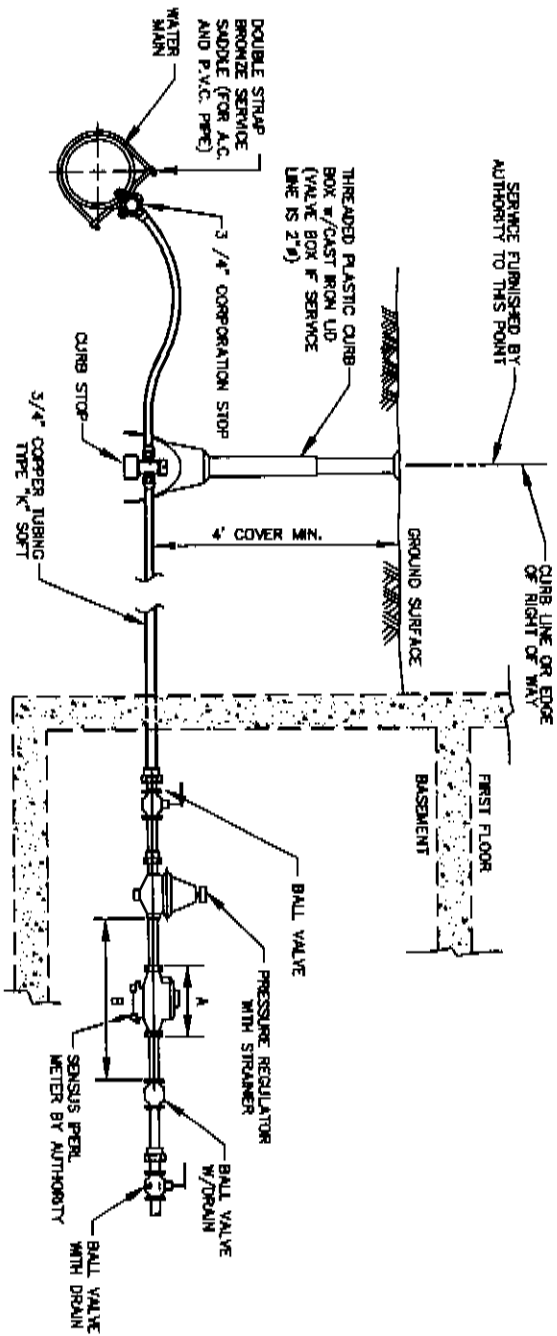 SERVICE FURNISHED BY
AUTHORITY TO THIS POINT
CURB LINE OR EDGE
OF RIGHT OF WAY
THREADED PLASTIC CURB
BOX W/CAST IRON LID
(VALVE BOX IF SERVICE
LINE IS 2"ø)
GROUND SURFACE
FIRST FLOOR
BASEMENT
DOUBLE STRAP
BRONZE SERVICE
SADDLE (FOR A.C.
AND P.V.C. PIPE)
WATER
MAIN
3 /4" CORPORATION STOP
4' COVER MIN.
CURB STOP
3/4" COPPER TUBING
TYPE "K" SOFT
BALL VALVE
PRESSURE REGULATOR
WITH STRAINER
A
B
SENSUS IPERL
METER BY AUTHORITY
BALL VALVE
W/DRAIN
BALL VALVE
WITH DRAIN